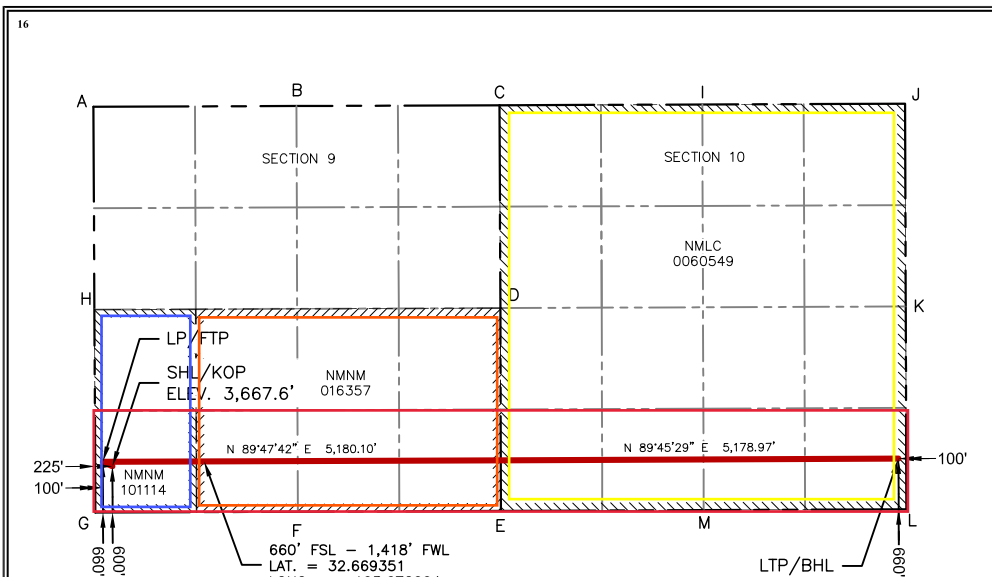 16
A
B
C
I
J
SECTION 9
SECTION 10
NMLC
0060549
H
D
K
LP/FTP
SHL/KOP
ELEV. 3,667.6'
NMNM
016357
N 89°47'42" E 5,180.10'
N 89°45'29" E 5,178.97'
225'
100'
NMNM
101114
100'
G
F
E
M
L
660'
600'
660' FSL – 1,418' FWL
LAT. = 32.669351
LTP/BHL
660'